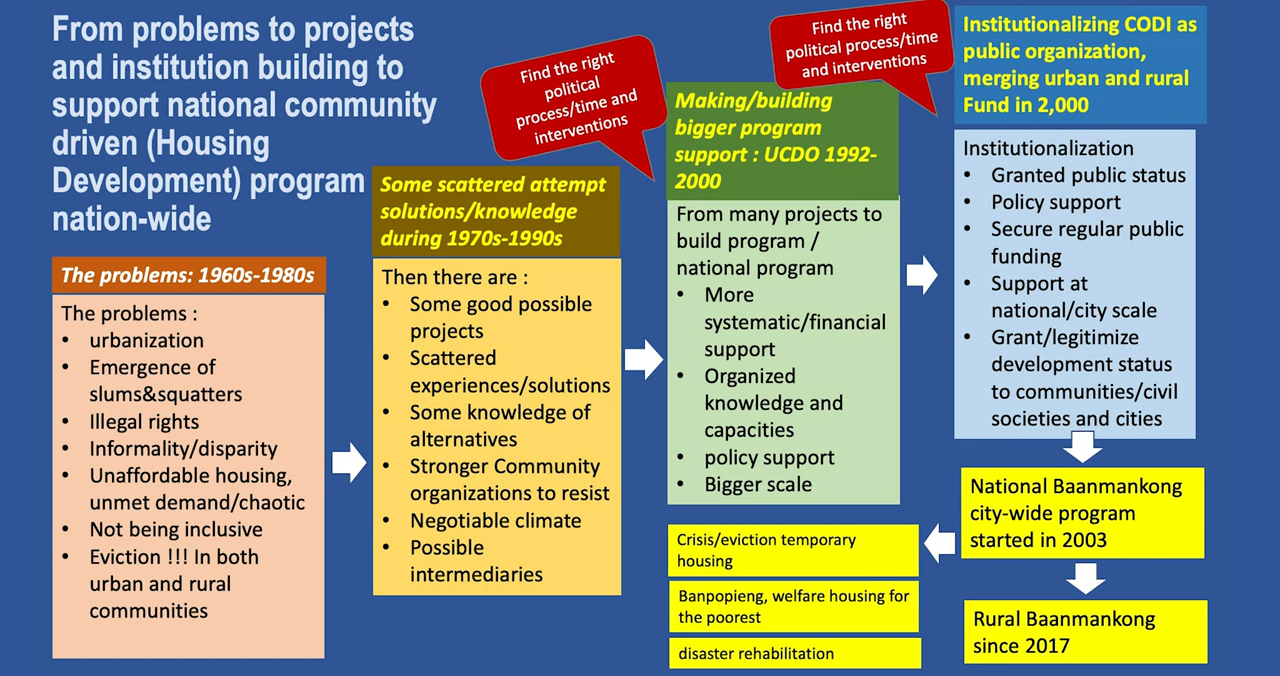 From problems to projects
and institution building to
support national community
driven (Housing
Development) program
nation-wide
The problems: 1960s-1980s
The problems :
• urbanization
• Emergence of
slums&squatters
• Illegal rights
• Informality/disparity
• Unaffordable housing,
unmet demand/chaotic
• Not being inclusive
• Eviction !!! In both
urban and rural
communities
Some scattered attempt
solutions/knowledge
during 1970s-1990s
Then there are :
• Some good possible
projects
• Scattered
experiences/solutions
• Some knowledge of
alternatives
• Stronger Community
organizations to resist
• Negotiable climate
• Possible
intermediaries
Find the right
political
process/time and
interventions
Making/building
bigger program
support : UCDO 1992-
2000
From many projects to
build program /
national program
• More
systematic/financial
support
• Organized
knowledge and
capacities
• policy support
• Bigger scale
Find the right
political process/time
and interventions
Institutionalizing CODI as
public organization,
merging urban and rural
Fund in 2,000
Institutionalization
• Granted public status
• Policy support
• Secure regular public
funding
• Support at
national/city scale
• Grant/legitimize
development status
to communities/civil
societies and cities
National Baanmankong
city-wide program
started in 2003
Crisis/eviction temporary
housing
Banpopieng, welfare housing for
the poorest
disaster rehabilitation
Rural Baanmankong
since 2017